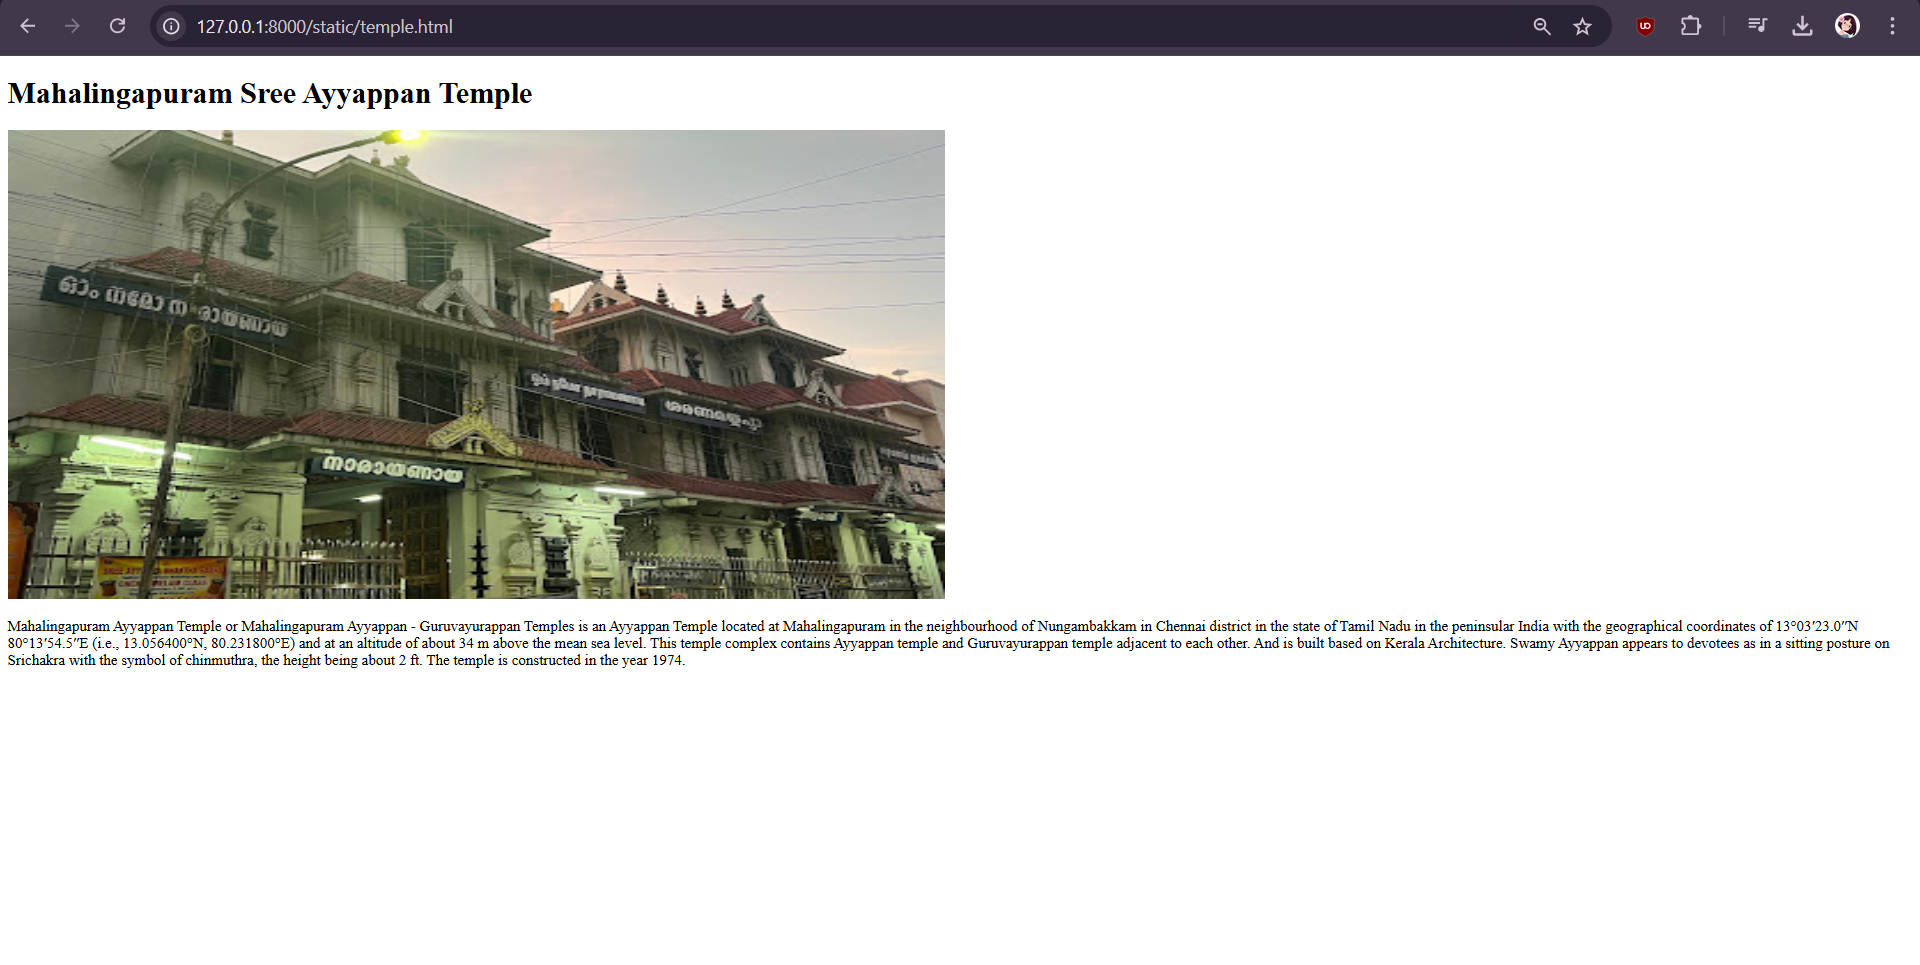 127.0.0.1:8000/static/temple.html
Mahalingapuram Sree Ayyappan Temple
ഓം നമോ നാരായണായ
നാരായണായ
Mahalingapuram Ayyappan Temple or Mahalingapuram Ayyappan - Guruvayurappan Temples is an Ayyappan Temple located at Mahalingapuram in the neighbourhood of Nungambakkam in Chennai district in the state of Tamil Nadu in the peninsular India with the geographical coordinates of 13°03′23.0″N
80°13′54.5″E (i.e., 13.056400°N, 80.231800°E) and at an altitude of about 34 m above the mean sea level. This temple complex contains Ayyappan temple and Guruvayurappan temple adjacent to each other. And is built based on Kerala Architecture. Swamy Ayyappan appears to devotees as in a sitting posture on
Srichakra with the symbol of chinmuthra, the height being about 2 ft. The temple is constructed in the year 1974.